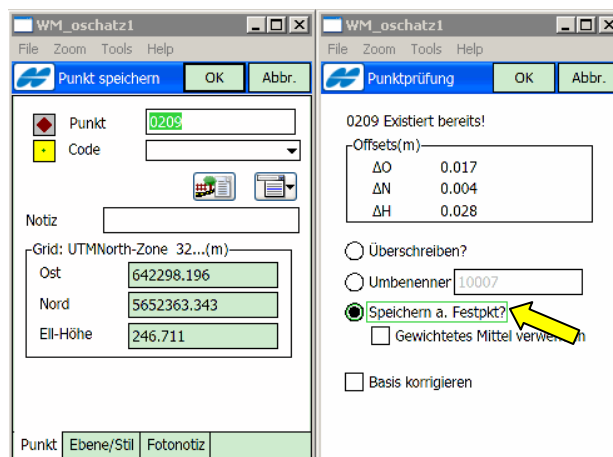 WM_oschatz1
File Zoom Tools Help
Punkt speichern OK Abbr.
Punkt 0209
Code
Notiz
Grid: UTMNorth-Zone 32...(m)
Ost 642298.196
Nord 5652363.343
Ell-Höhe 246.711
Punkt Ebene/Stil Fotonotiz
WM_oschatz1
File Zoom Tools Help
Punktprüfung OK Abbr.
0209 Existiert bereits!
Offsets(m)
ΔO 0.017
ΔN 0.004
ΔH 0.028
Überschreiben?
Umbenenner 10007
Speichern a. Festpkt?
Gewichtetes Mittel
Basis korrigieren